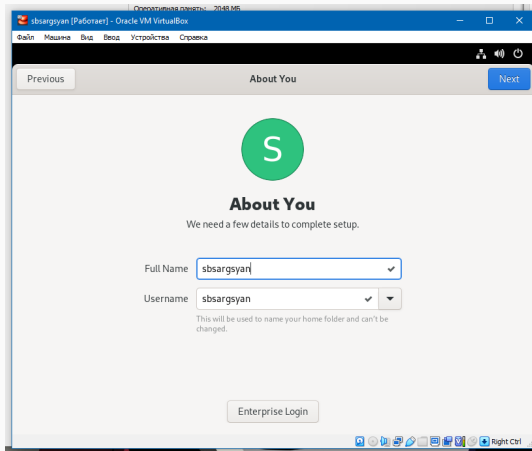 Оперативная память: 2048 МБ
sbsargsyan [Работает] - Oracle VM VirtualBox
Файл Машина Вид Ввод Устройства Справка
Previous About You Next
S
About You
We need a few details to complete setup.
Full Name sbsargsyan
Username sbsargsyan
This will be used to name your home folder and can't be
changed.
Enterprise Login
Right Ctrl